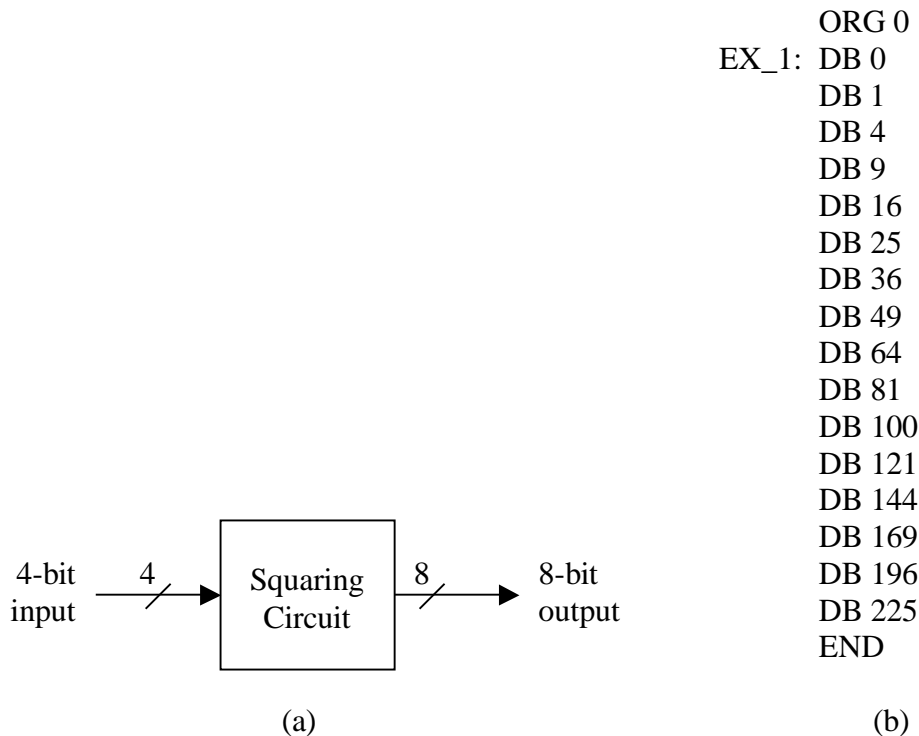 ORG 0
EX_1: DB 0
DB 1
DB 4
DB 9
DB 16
DB 25
DB 36
DB 49
DB 64
DB 81
DB 100
DB 121
DB 144
DB 169
DB 196
DB 225
END
4-bit
input
4
Squaring
Circuit
8
8-bit
output
(a)
(b)